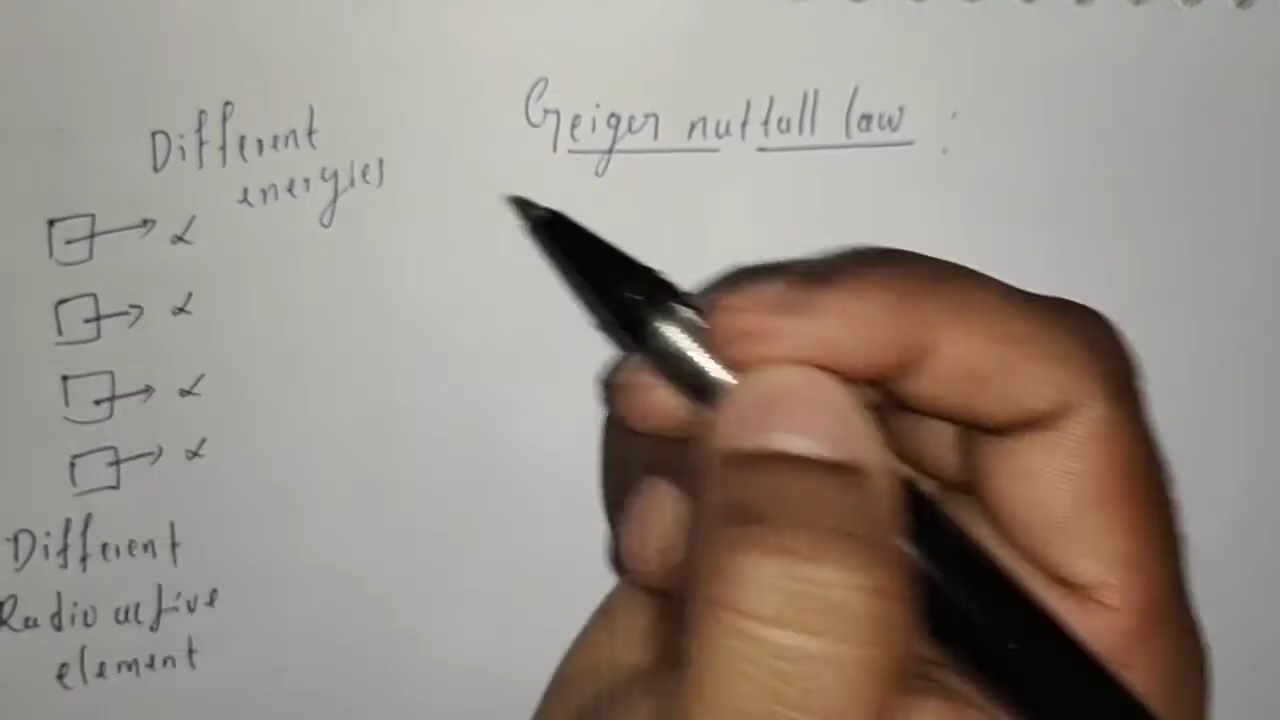 Different
energies
Geiger nuttall law :
α
α
α
α
Different
Radio active
element